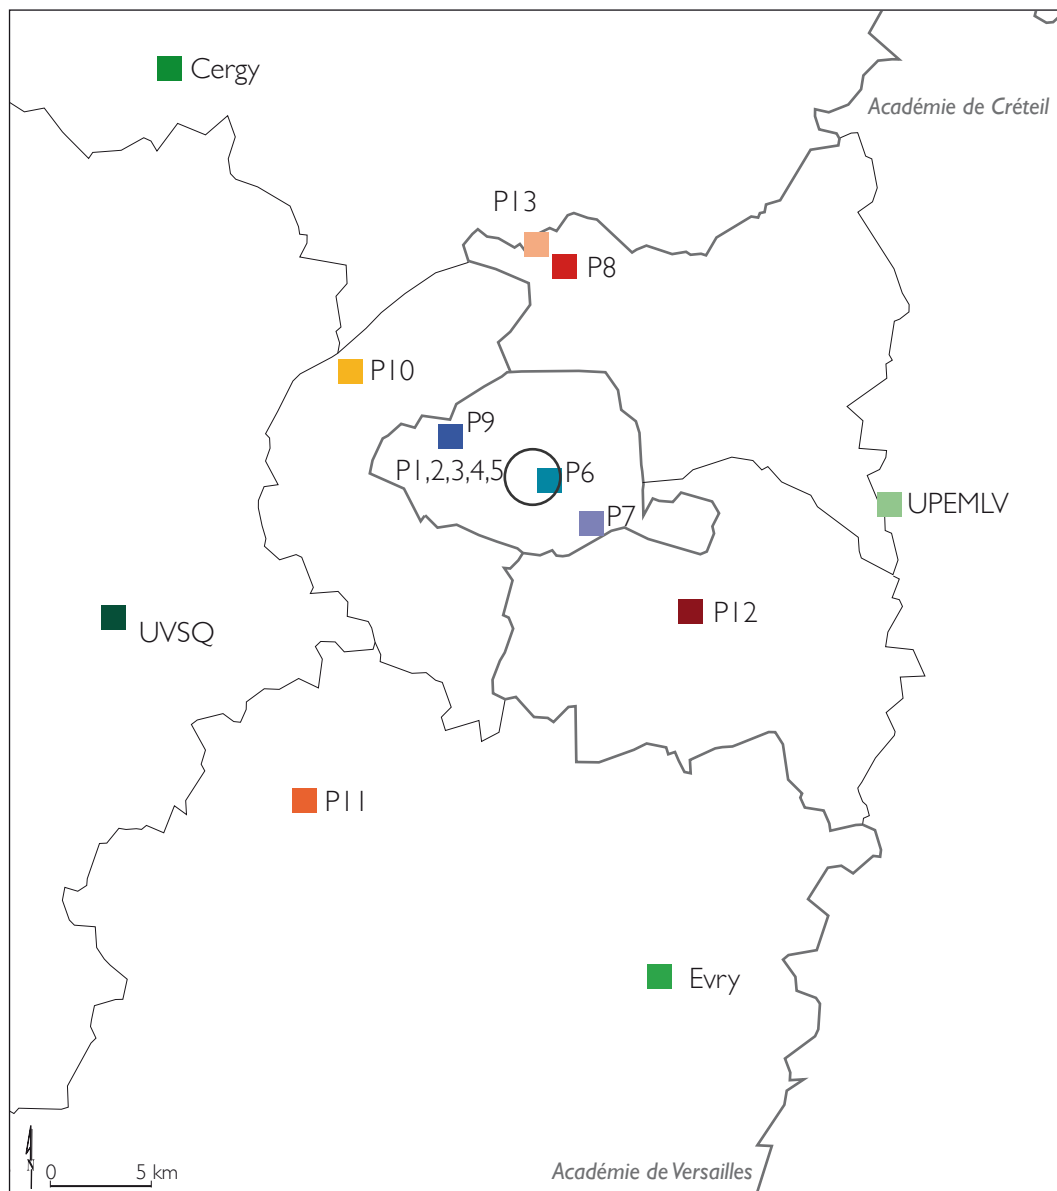 Cergy
Académie de Créteil
P13
P8
P10
P9
P1,2,3,4,5
P6
UPEMLV
P7
P12
UVSQ
P11
Evry
N
0 5 km
Académie de Versailles